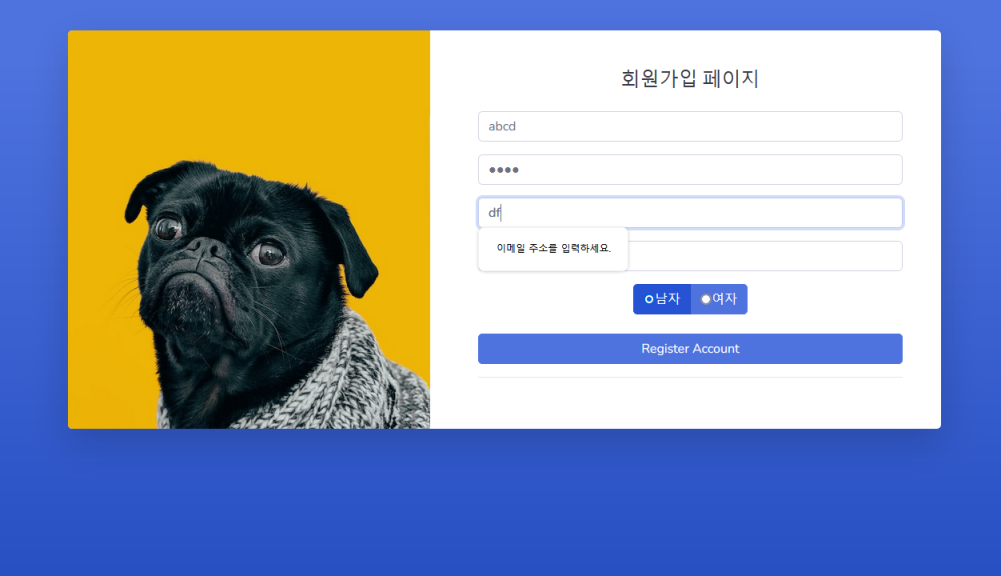 회원가입 페이지
abcd
••••
df
이메일 주소를 입력하세요.
남자 여자
Register Account